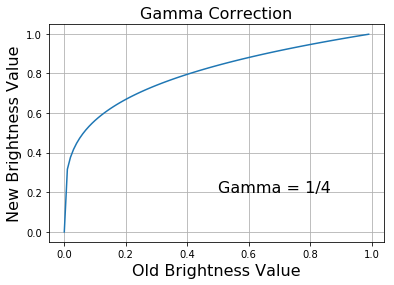 Gamma Correction
New Brightness Value
1.0
0.8
0.6
0.4
0.2
0.0
Gamma = 1/4
0.0 0.2 0.4 0.6 0.8 1.0
Old Brightness Value